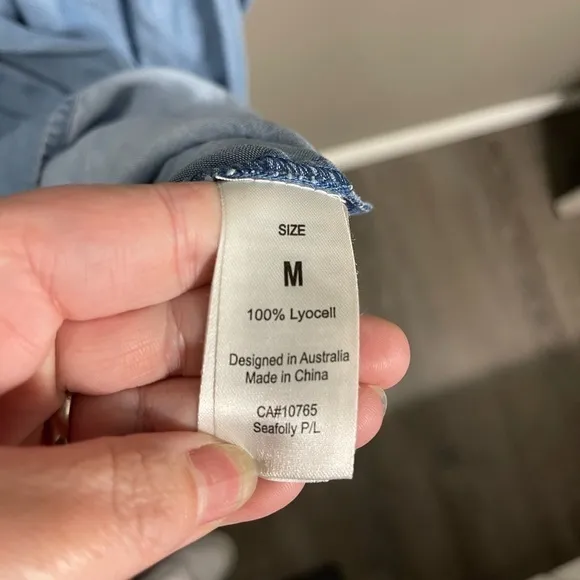 SIZE
M
100% Lyocell
Designed in Australia
Made in China
CA#10765
Seafolly P/L